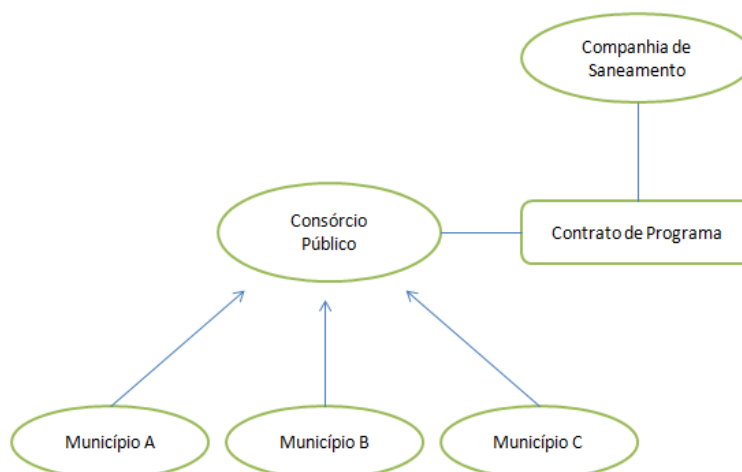 Companhia de
Saneamento
Consórcio
Público
Contrato de Programa
Município A
Município B
Município C